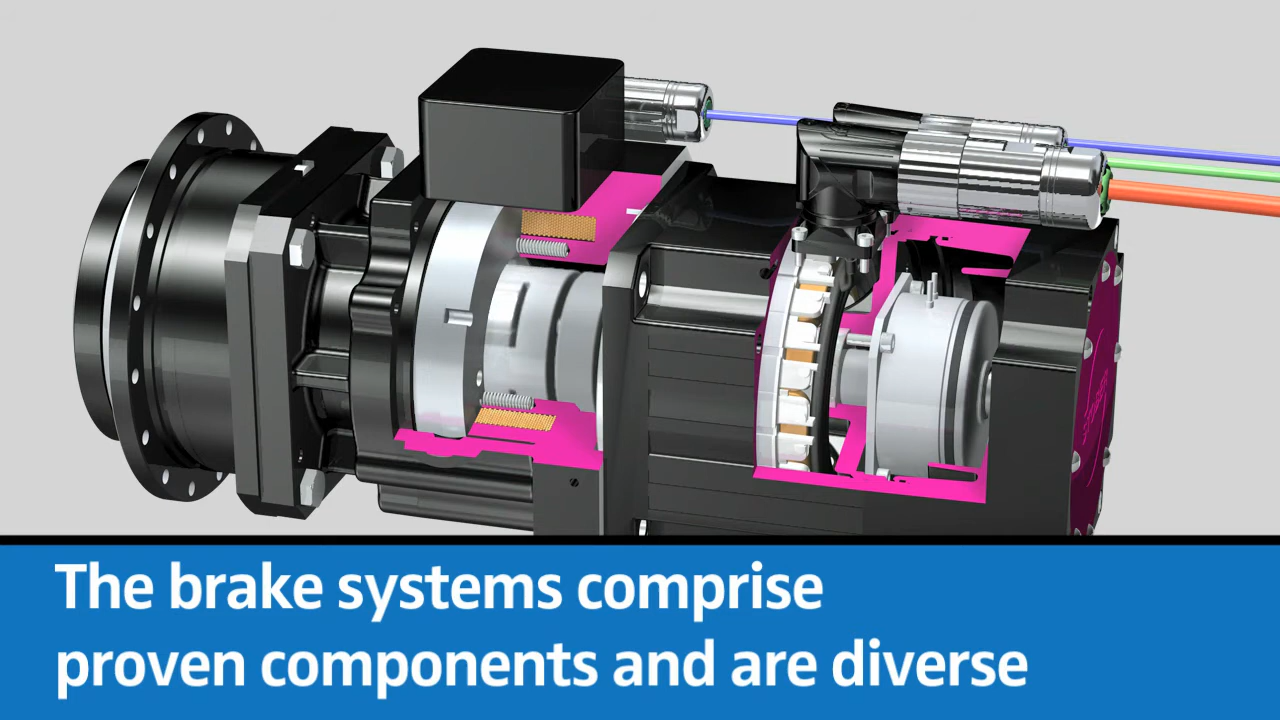 The brake systems comprise
proven components and are diverse